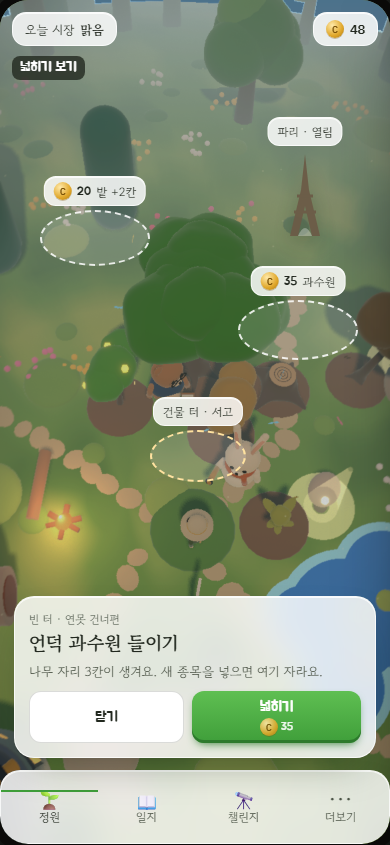 오늘 시장 맑음
C 48
넓히기 보기
파리 · 열림
C 20 밭 +2칸
C 35 과수원
건물 터 · 서고
빈 터 · 연못 건너편
언덕 과수원 들이기
나무 자리 3칸이 생겨요. 새 종목을 넣으면 여기 자라요.
닫기
넓히기
C 35
정원
일지
챌린지
더보기